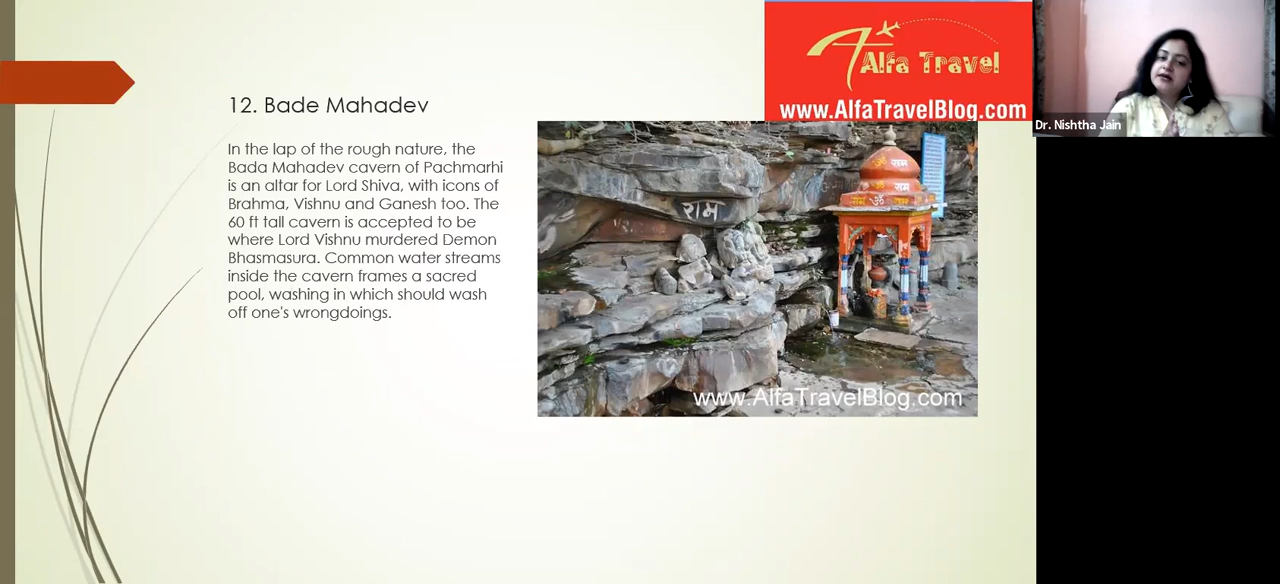 12. Bade Mahadev
In the lap of the rough nature, the
Bada Mahadev cavern of Pachmarhi
is an altar for Lord Shiva, with icons of
Brahma, Vishnu and Ganesh too. The
60 ft tall cavern is accepted to be
where Lord Vishnu murdered Demon
Bhasmasura. Common water streams
inside the cavern frames a sacred
pool, washing in which should wash
off one's wrongdoings.
Alfa Travel
www.AlfaTravelBlog.com
Dr. Nishtha Jain
राम
ॐ राम
राम ॐ राम
www.AlfaTravelBlog.com